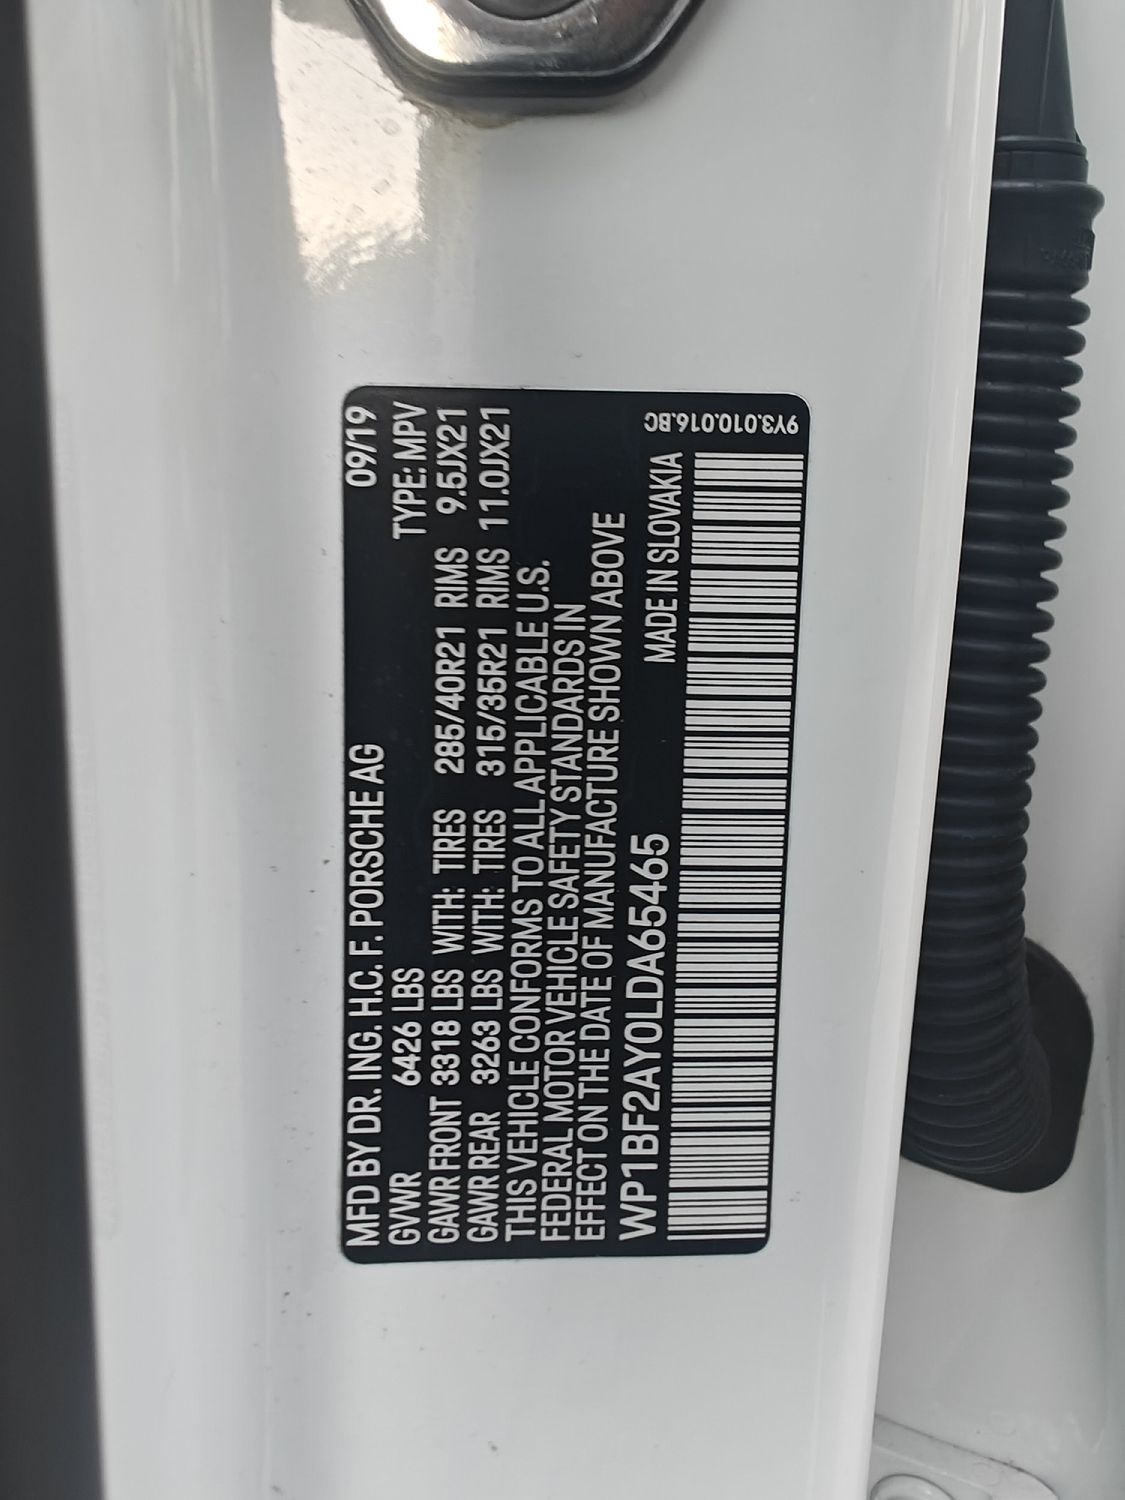 MFD BY DR. ING. H.C. F. PORSCHE AG 09/19
GVWR 6426 LBS TYPE: MPV
GAWR FRONT 3318 LBS WITH: TIRES 285/40R21 RIMS 9.5JX21
GAWR REAR 3263 LBS WITH: TIRES 315/35R21 RIMS 11.0JX21
THIS VEHICLE CONFORMS TO ALL APPLICABLE U.S.
FEDERAL MOTOR VEHICLE SAFETY STANDARDS IN
EFFECT ON THE DATE OF MANUFACTURE SHOWN ABOVE
WP1BF2AY0LDA65465 MADE IN SLOVAKIA
9Y3.010.016.BC